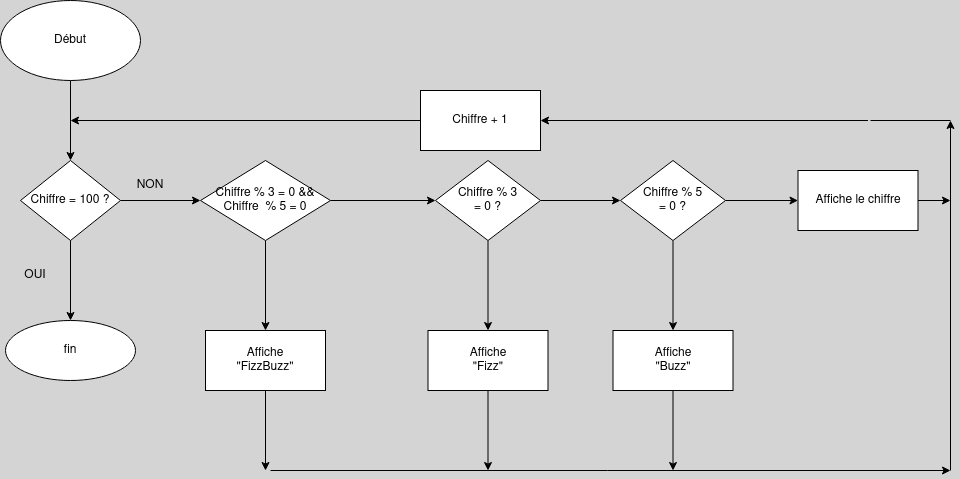 Début
Chiffre + 1
NON
Chiffre = 100 ?
Chiffre % 3 = 0 &&
Chiffre % 5 = 0
Chiffre % 3
= 0 ?
Chiffre % 5
= 0 ?
Affiche le chiffre
OUI
fin
Affiche
"FizzBuzz"
Affiche
"Fizz"
Affiche
"Buzz"